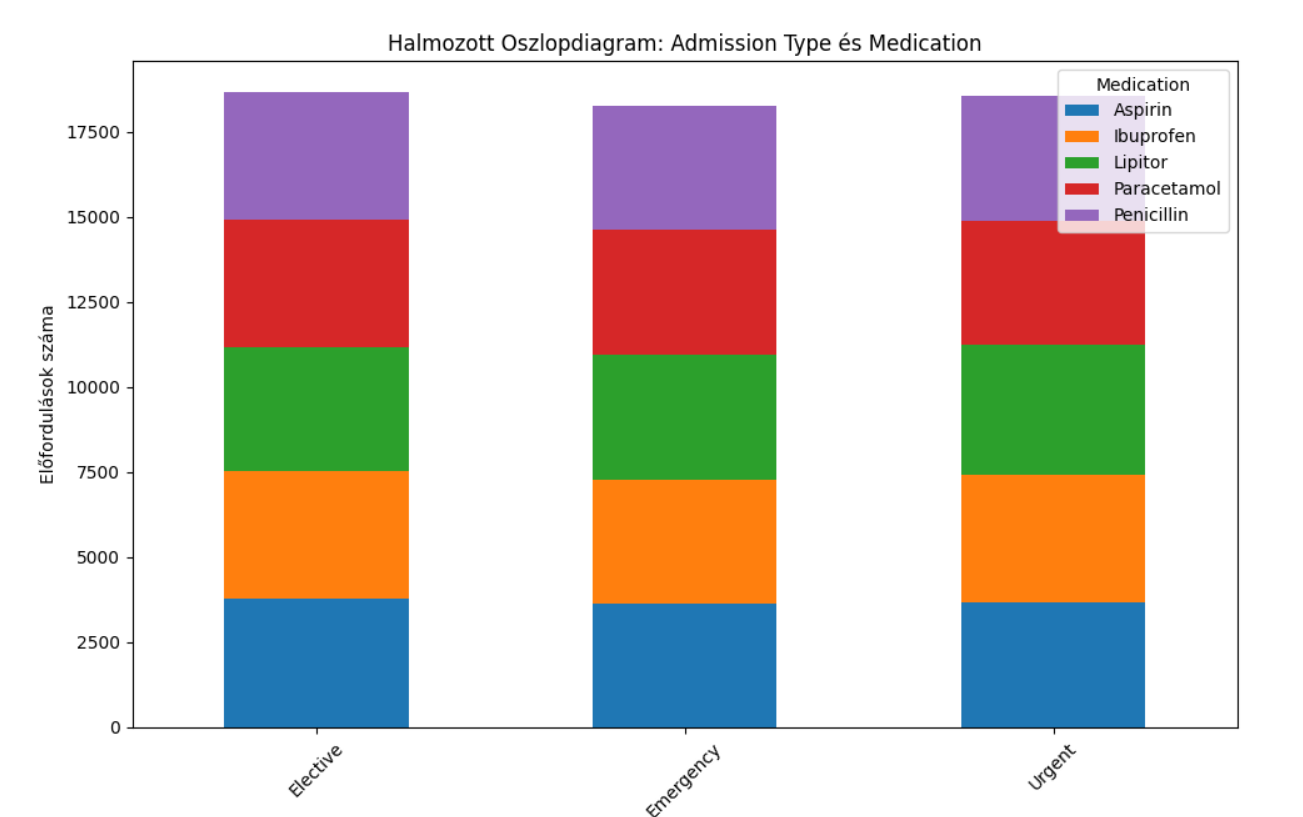 Halmozott Oszlopdiagram: Admission Type és Medication
Medication
Aspirin
Ibuprofen
Lipitor
Paracetamol
Penicillin
Előfordulások száma
17500
15000
12500
10000
7500
5000
2500
0
Elective
Emergency
Urgent